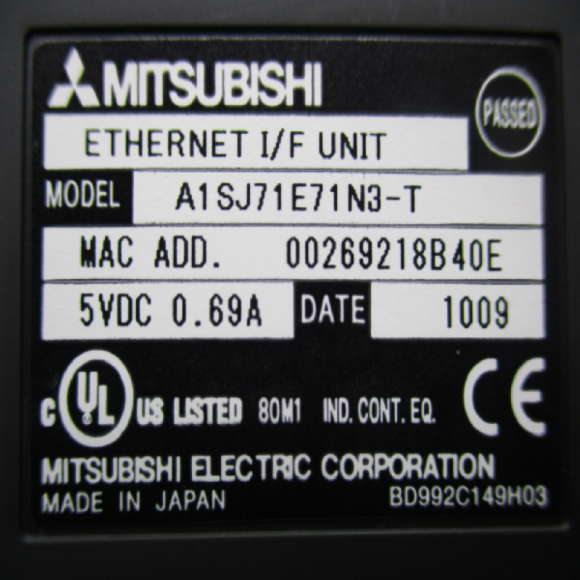 MITSUBISHI
PASSED
ETHERNET I/F UNIT
MODEL A1SJ71E71N3-T
MAC ADD. 00269218B40E
5VDC 0.69A DATE 1009
c UL US LISTED 80M1 IND. CONT. EQ. CE
MITSUBISHI ELECTRIC CORPORATION
MADE IN JAPAN BD992C149H03